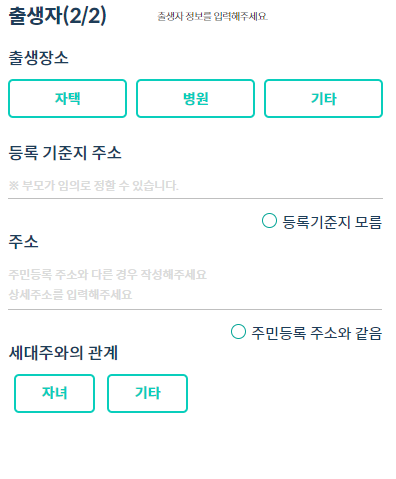 출생자(2/2) 출생자 정보를 입력해주세요.
출생장소
자택 병원 기타
등록 기준지 주소
※ 부모가 임의로 정할 수 있습니다.
등록기준지 모름
주소
주민등록 주소와 다른 경우 작성해주세요
상세주소를 입력해주세요
주민등록 주소와 같음
세대주와의 관계
자녀 기타